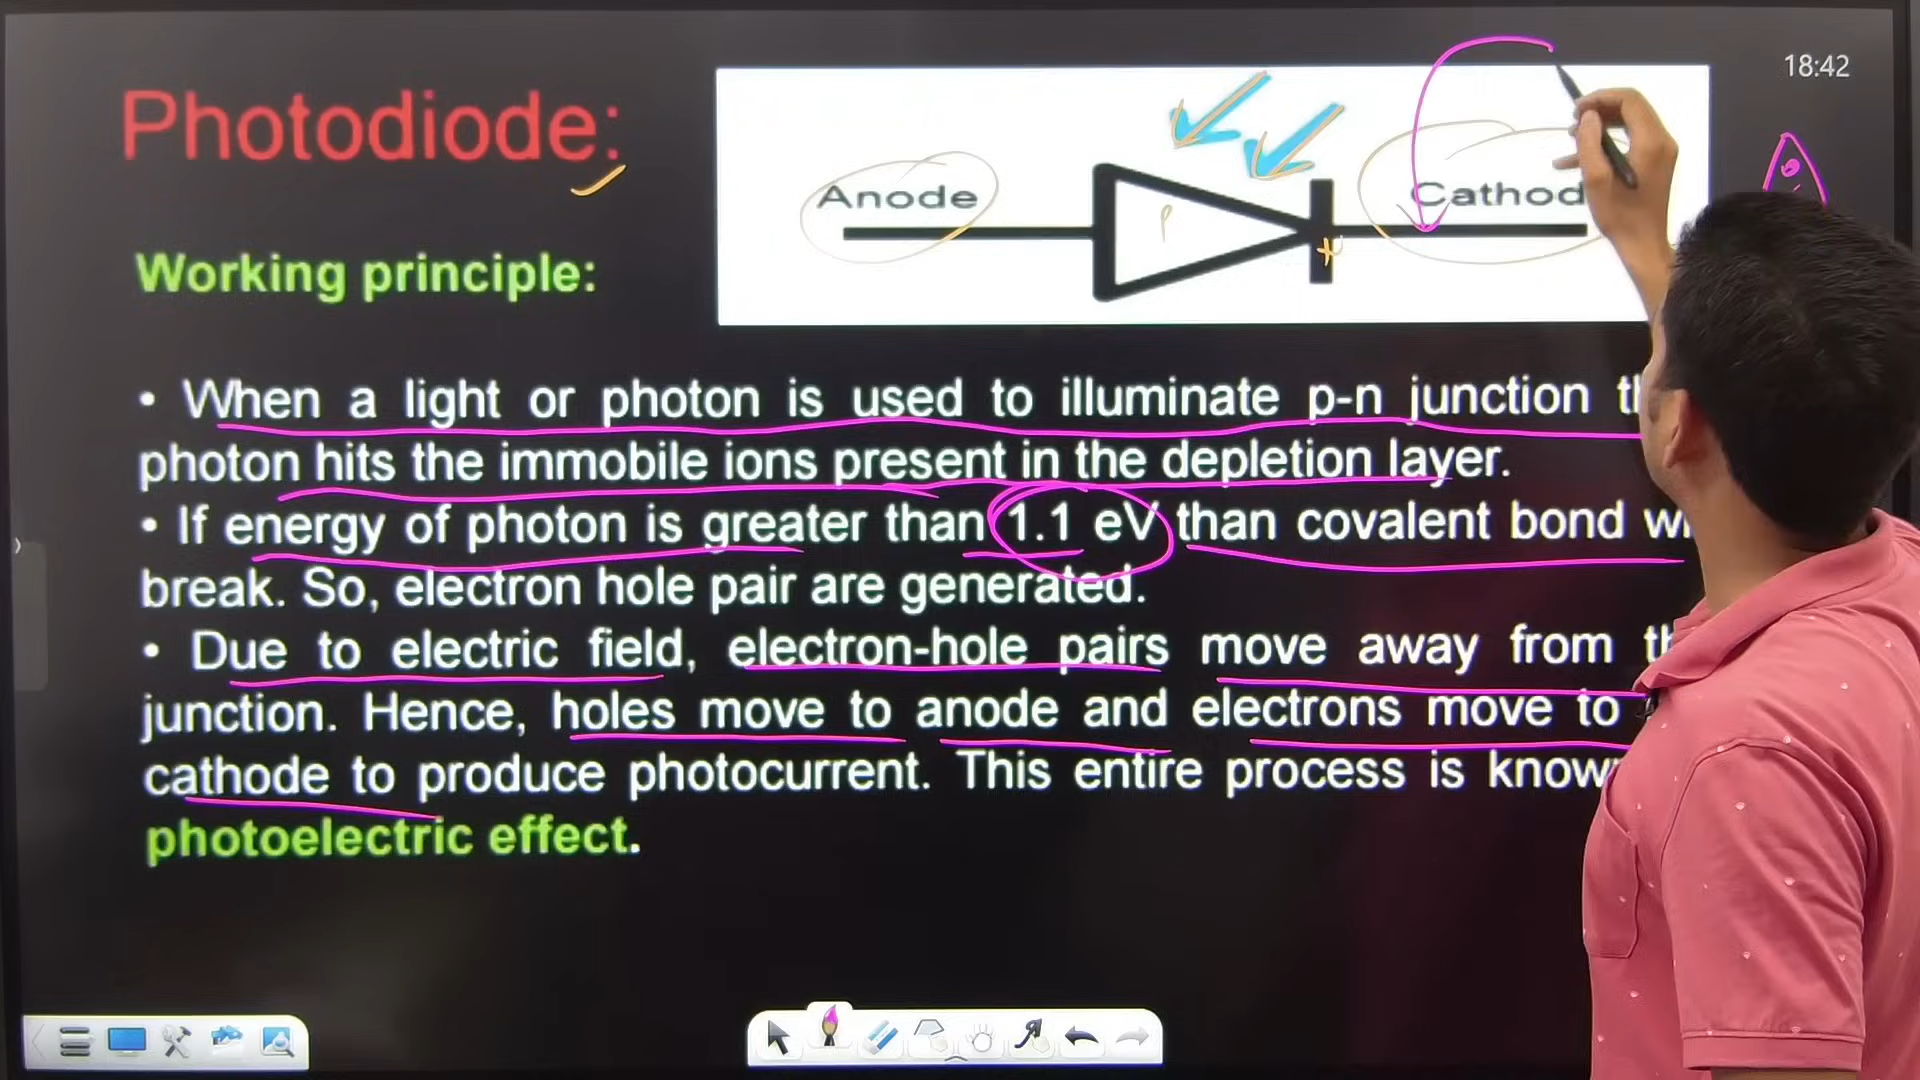 18:42
Photodiode:
Anode
Cathod
P
Working principle:
• When a light or photon is used to illuminate p-n junction
photon hits the immobile ions present in the depletion layer.
• If energy of photon is greater than 1.1 eV than covalent bond
break. So, electron hole pair are generated.
• Due to electric field, electron-hole pairs move away from
junction. Hence, holes move to anode and electrons move to
cathode to produce photocurrent. This entire process is know
photoelectric effect.